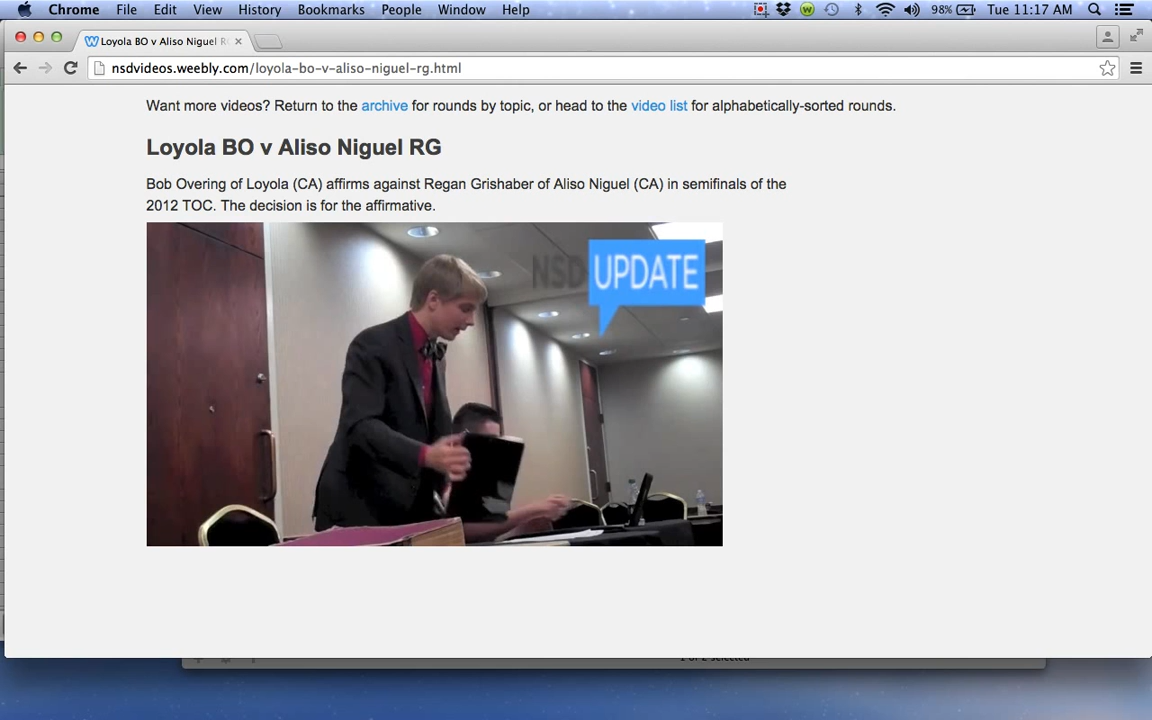 Chrome File Edit View History Bookmarks People Window Help 98% Tue 11:17 AM
Loyola BO v Aliso Niguel
nsdvideos.weebly.com/loyola-bo-v-aliso-niguel-rg.html
Want more videos? Return to the archive for rounds by topic, or head to the video list for alphabetically-sorted rounds.
Loyola BO v Aliso Niguel RG
Bob Overing of Loyola (CA) affirms against Regan Grishaber of Aliso Niguel (CA) in semifinals of the
2012 TOC. The decision is for the affirmative.
NSD UPDATE